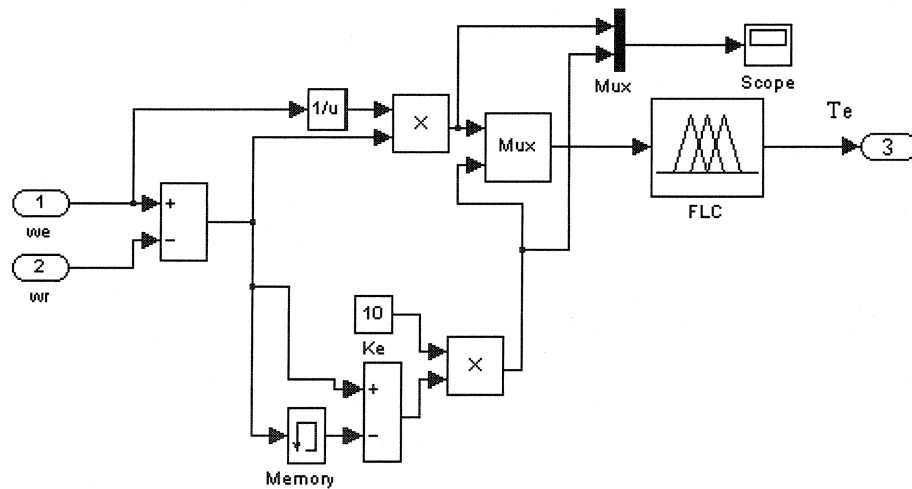 1/u
×
Mux
Mux
Scope
Te
3
FLC
1
we
+
−
2
wr
10
Ke
×
+
−
Memory